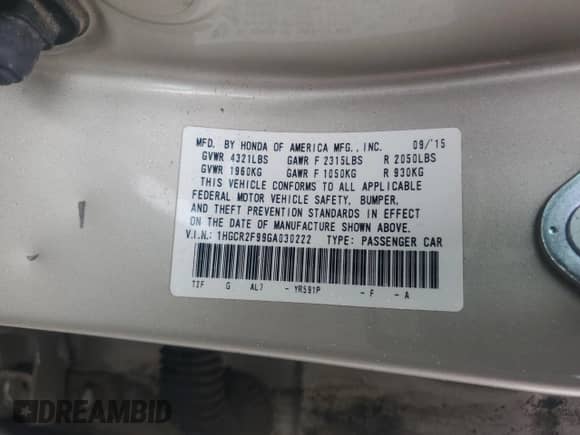 MFD. BY HONDA OF AMERICA MFG., INC. 09/'15
GVWR 4321LBS GAWR F 2315LBS R 2050LBS
GVWR 1960KG GAWR F 1050KG R 930KG
THIS VEHICLE CONFORMS TO ALL APPLICABLE
FEDERAL MOTOR VEHICLE SAFETY, BUMPER,
AND THEFT PREVENTION STANDARDS IN EFFECT
ON THE DATE OF MANUFACTURE SHOWN ABOVE.
V.I.N.: 1HGCR2F99GA030222 TYPE: PASSENGER CAR
T2F G AL7 - YR591P - F - A
DREAMBID